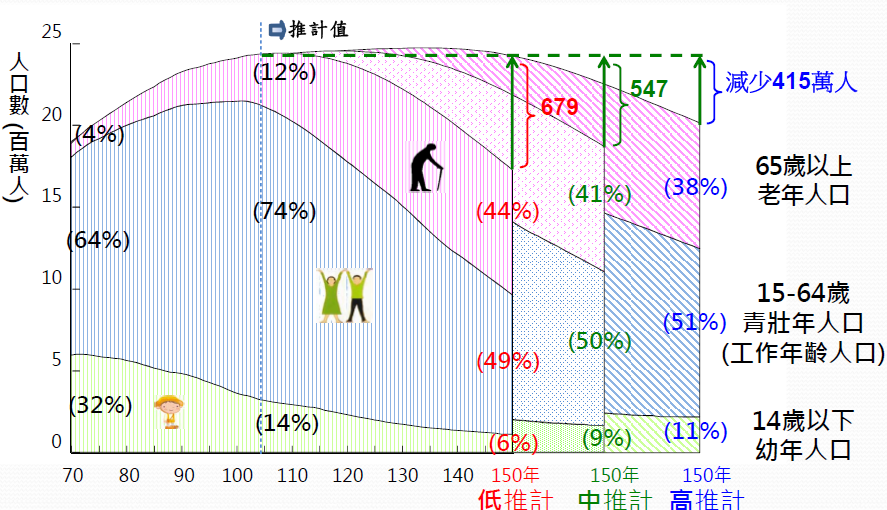 推計值
人口數(百萬人)
25
20
15
10
5
0
(4%)
(64%)
(32%)
(12%)
(74%)
(14%)
679
547
減少415萬人
(44%)
(41%)
(38%)
(49%)
(50%)
(51%)
(6%)
(9%)
(11%)
65歲以上
老年人口
15-64歲
青壯年人口
(工作年齡人口)
14歲以下
幼年人口
70 80 90 100 110 120 130 140
150年 150年 150年
低推計 中推計 高推計